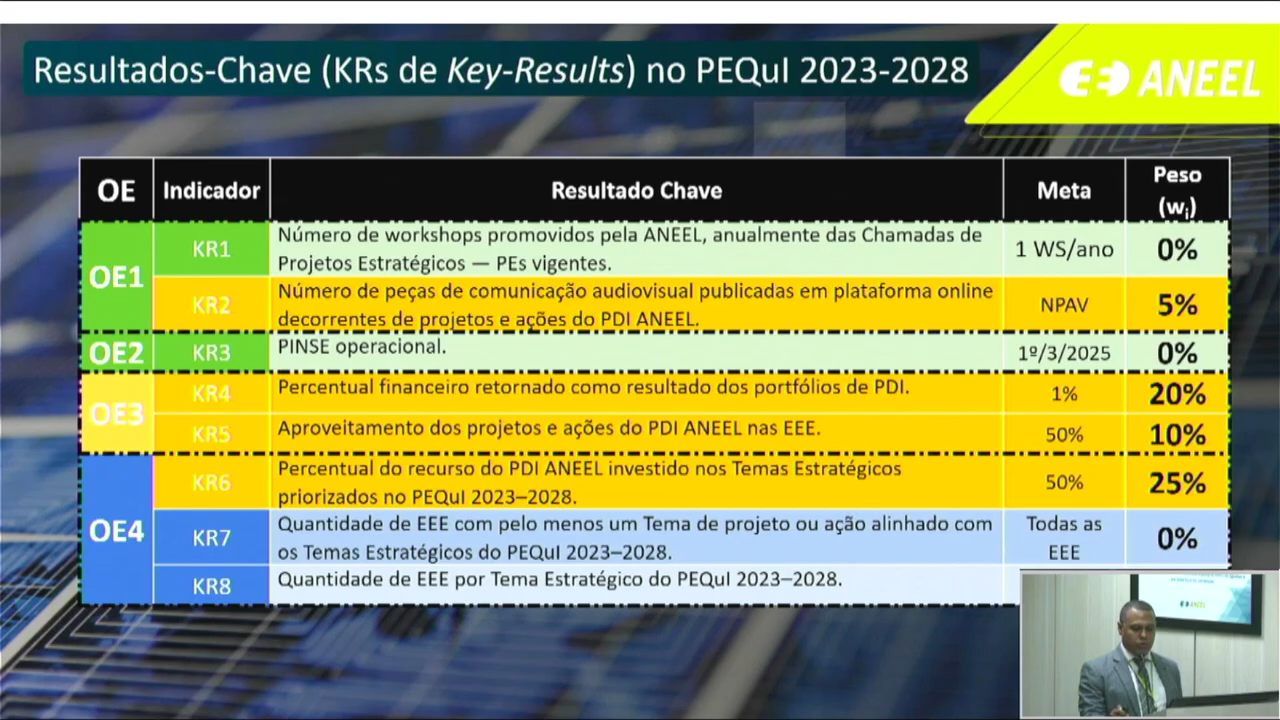 Resultados-Chave (KRs de Key-Results) no PEQuI 2023-2028
ANEEL
OE
Indicador
Resultado Chave
Meta
Peso
(wi)
OE1
KR1
Número de workshops promovidos pela ANEEL, anualmente das Chamadas de
Projetos Estratégicos — PEs vigentes.
1 WS/ano
0%
KR2
Número de peças de comunicação audiovisual publicadas em plataforma online
decorrentes de projetos e ações do PDI ANEEL.
NPAV
5%
OE2
KR3
PINSE operacional.
1º/3/2025
0%
OE3
KR4
Percentual financeiro retornado como resultado dos portfólios de PDI.
1%
20%
KR5
Aproveitamento dos projetos e ações do PDI ANEEL nas EEE.
50%
10%
OE4
KR6
Percentual do recurso do PDI ANEEL investido nos Temas Estratégicos
priorizados no PEQuI 2023–2028.
50%
25%
KR7
Quantidade de EEE com pelo menos um Tema de projeto ou ação alinhado com
os Temas Estratégicos do PEQuI 2023–2028.
Todas as
EEE
0%
KR8
Quantidade de EEE por Tema Estratégico do PEQuI 2023–2028.
ANEEL